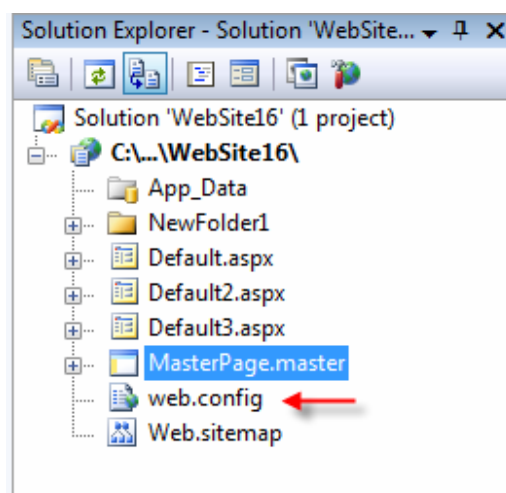 Solution Explorer - Solution 'WebSite...
Solution 'WebSite16' (1 project)
C:\...\WebSite16\
App_Data
NewFolder1
Default.aspx
Default2.aspx
Default3.aspx
MasterPage.master
web.config
Web.sitemap